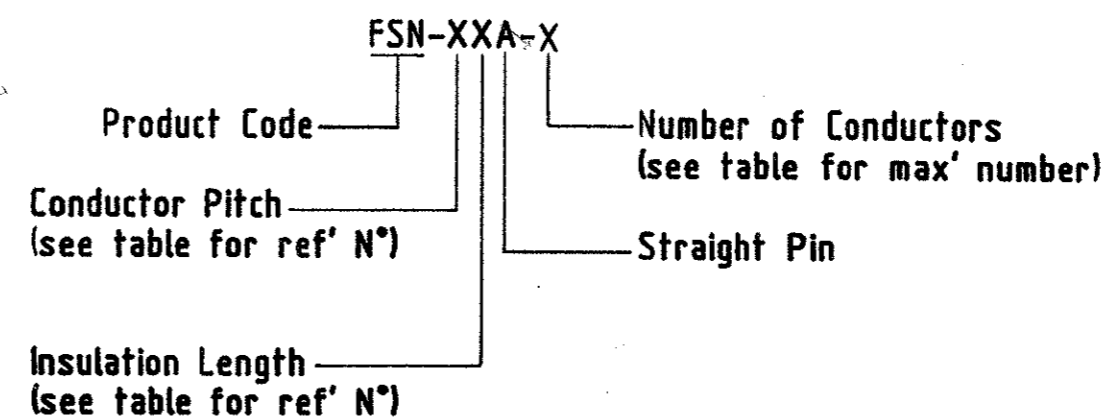 FSN-XXA-X
Product Code
Number of Conductors
(see table for max' number)
Conductor Pitch
(see table for ref' N°)
Straight Pin
Insulation Length
(see table for ref' N°)